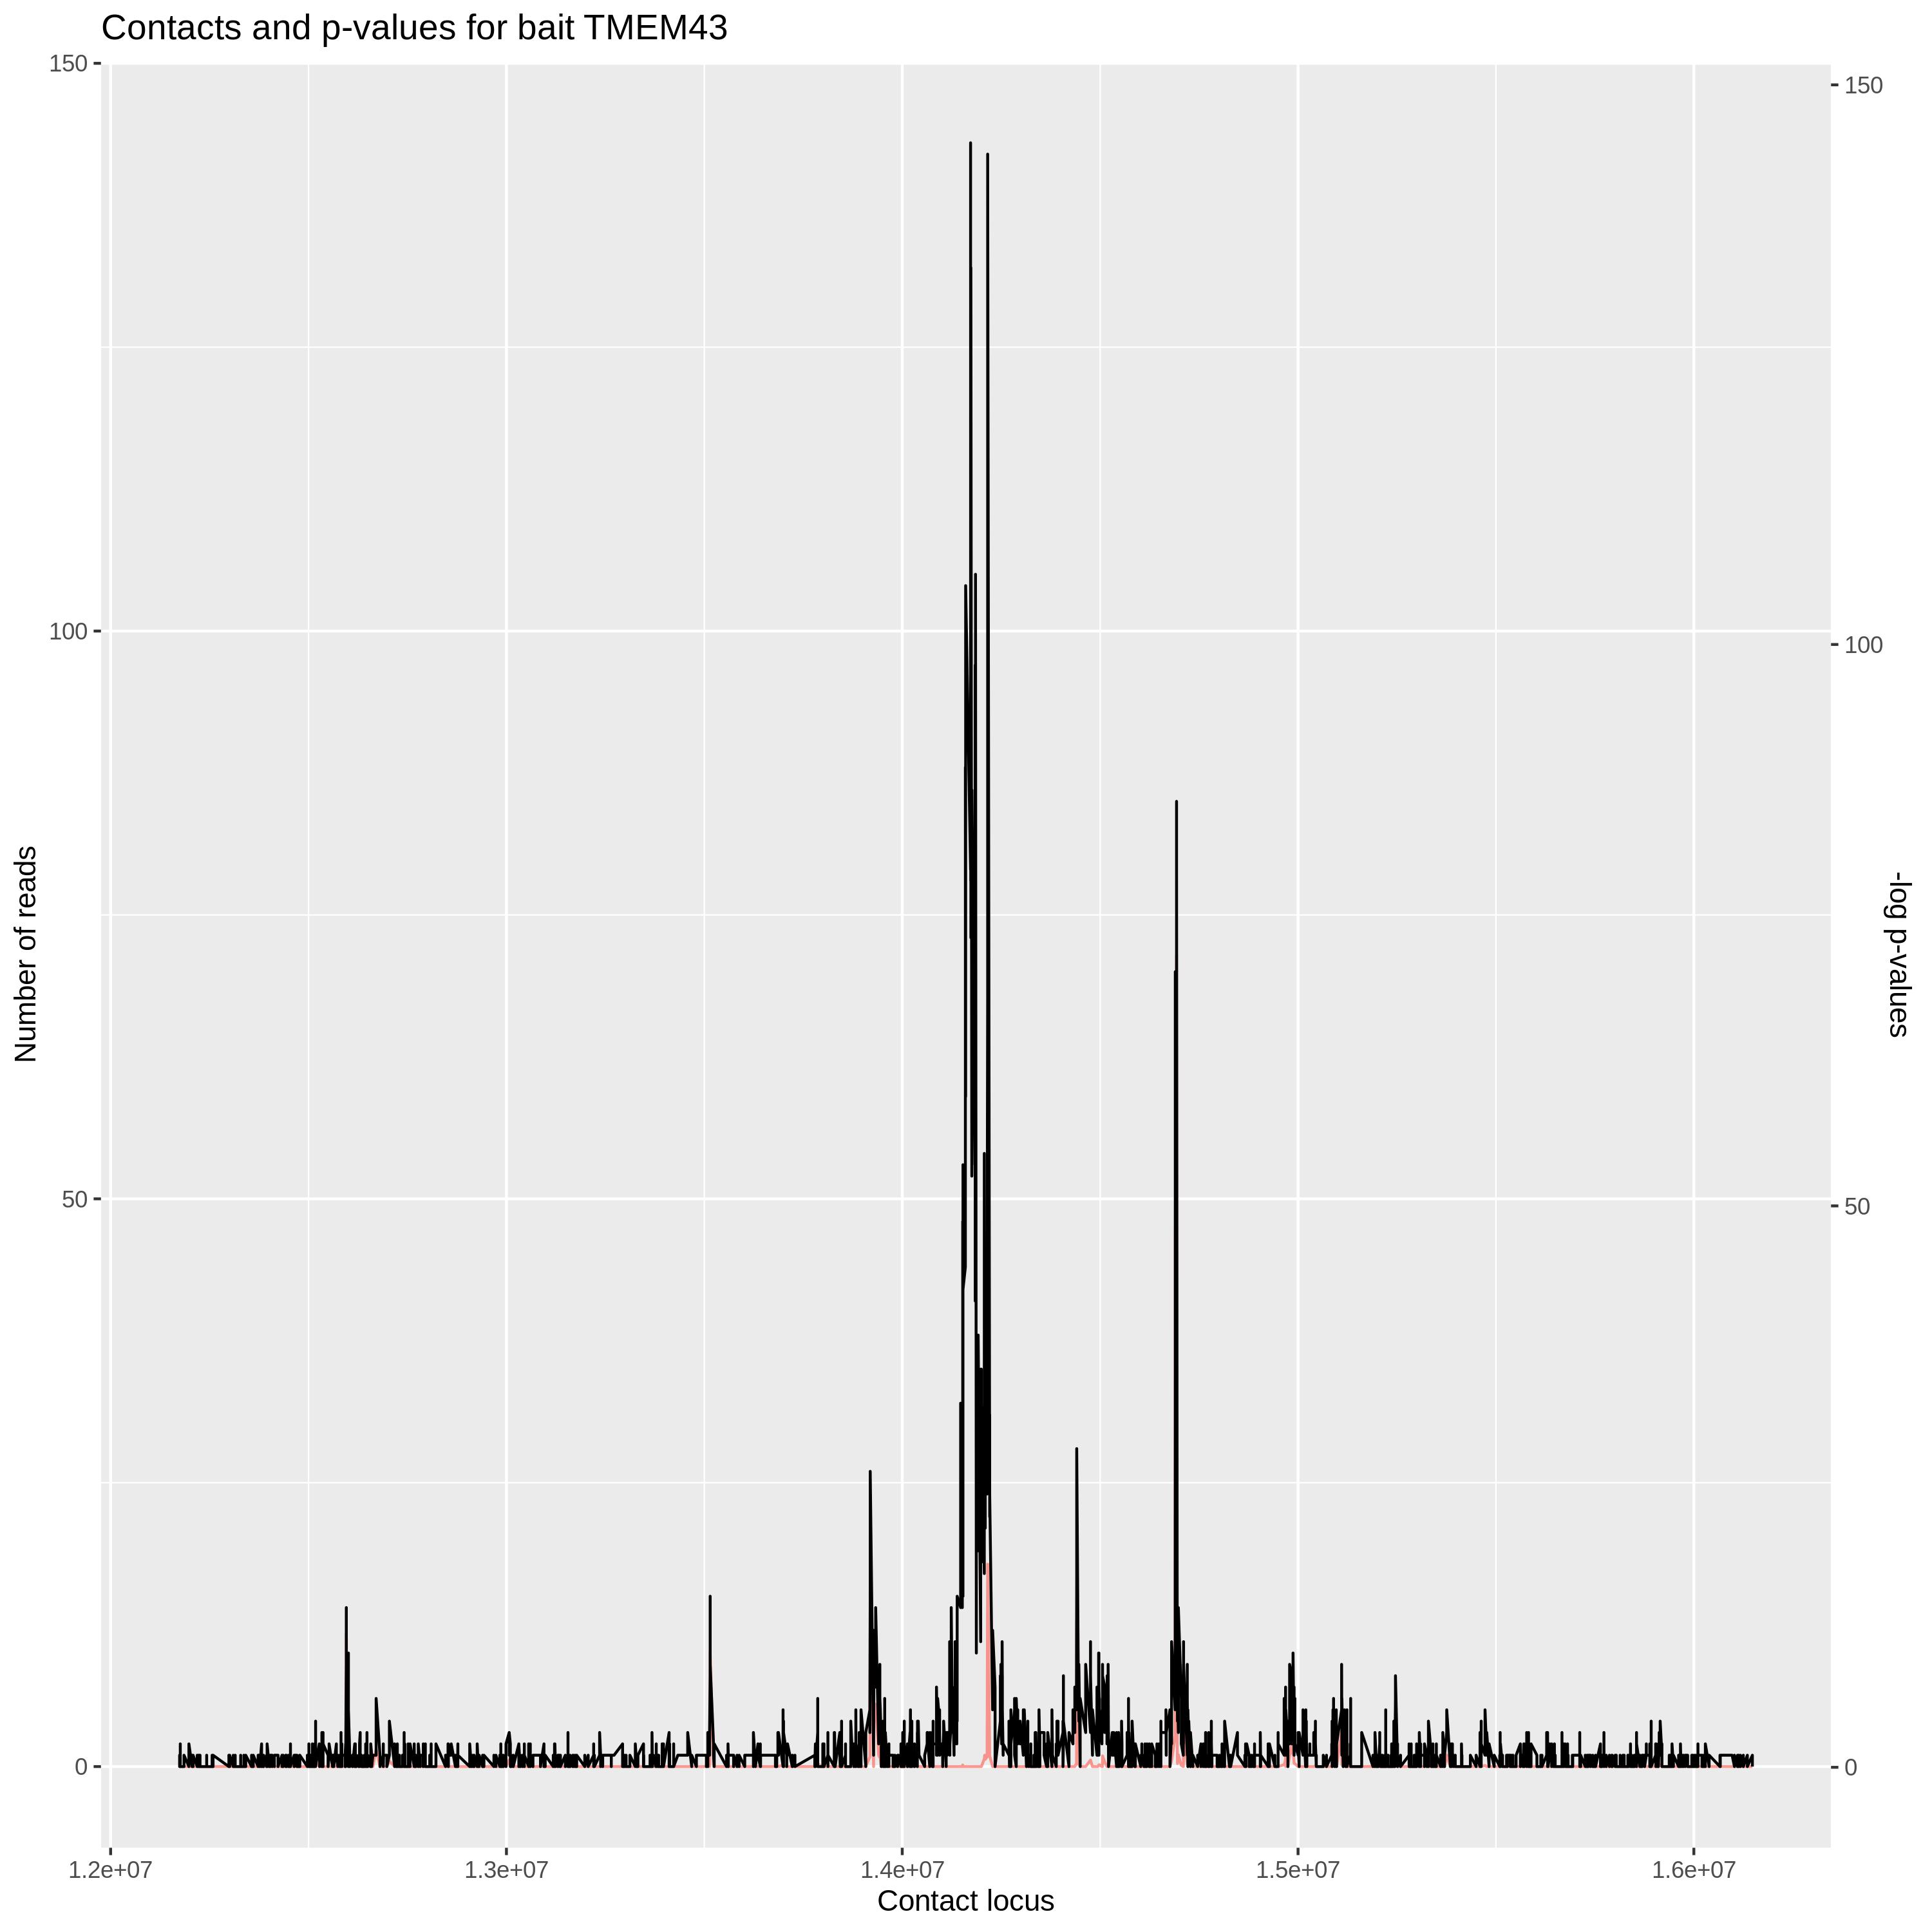 Contacts and p-values for bait TMEM43
150
100
50
0
Number of reads
150
100
50
0
-log p-values
1.2e+07 1.3e+07 1.4e+07 1.5e+07 1.6e+07
Contact locus